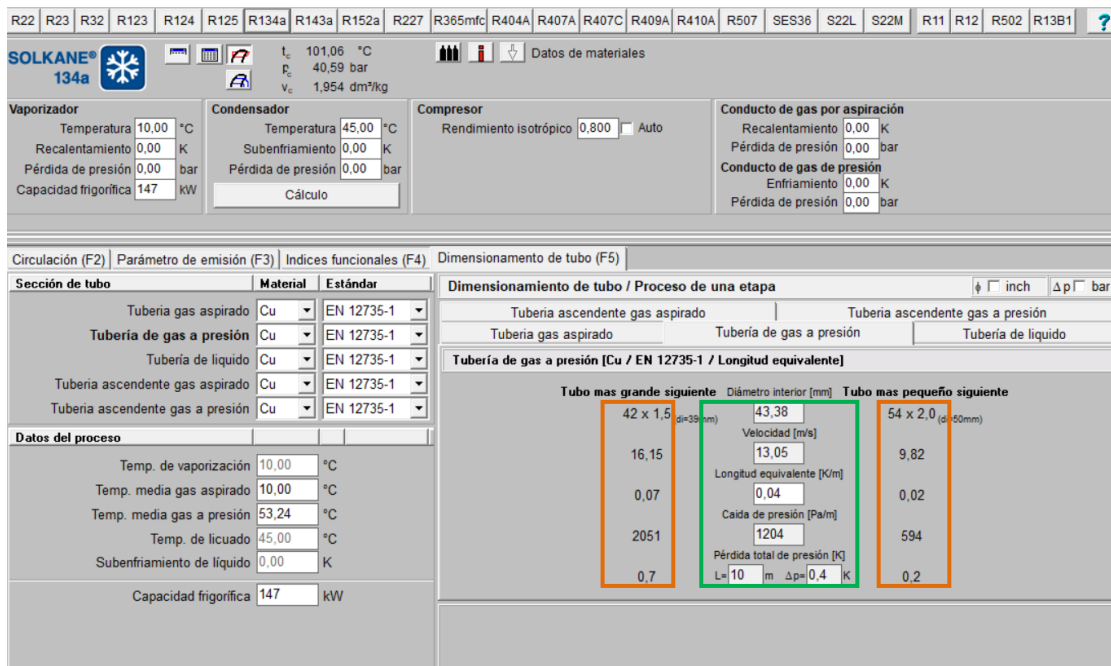 R22 R23 R32 R123 R124 R125 R134a R143a R152a R227 R365mfc R404A R407A R407C R409A R410A R507 SES36 S22L S22M R11 R12 R502 R13B1 ?
SOLKANE®
134a
tc 101,06 °C
pc 40,59 bar
vc 1,954 dm³/kg
Datos de materiales
Vaporizador
Temperatura 10,00 °C
Recalentamiento 0,00 K
Pérdida de presión 0,00 bar
Capacidad frigorífica 147 kW
Condensador
Temperatura 45,00 °C
Subenfriamiento 0,00 K
Pérdida de presión 0,00 bar
Cálculo
Compresor
Rendimiento isotrópico 0,800 Auto
Conducto de gas por aspiración
Recalentamiento 0,00 K
Pérdida de presión 0,00 bar
Conducto de gas de presión
Enfriamiento 0,00 K
Pérdida de presión 0,00 bar
Circulación (F2) Parámetro de emisión (F3) Indices funcionales (F4) Dimensionamento de tubo (F5)
Sección de tubo Material Estándar
Tuberia gas aspirado Cu EN 12735-1
Tubería de gas a presión Cu EN 12735-1
Tubería de liquido Cu EN 12735-1
Tuberia ascendente gas aspirado Cu EN 12735-1
Tuberia ascendente gas a presión Cu EN 12735-1
Datos del proceso
Temp. de vaporización 10,00 °C
Temp. media gas aspirado 10,00 °C
Temp. media gas a presión 53,24 °C
Temp. de licuado 45,00 °C
Subenfriamiento de líquido 0,00 K
Capacidad frigorífica 147 kW
Dimensionamiento de tubo / Proceso de una etapa
ϕ inch Δp bar
Tuberia ascendente gas aspirado Tuberia ascendente gas a presión
Tuberia gas aspirado Tubería de gas a presión Tubería de liquido
Tubería de gas a presión [Cu / EN 12735-1 / Longitud equivalente]
Tubo mas grande siguiente Diámetro interior [mm] Tubo mas pequeño siguiente
42 x 1,5 (di=39mm) 43,38 54 x 2,0 (di=50mm)
Velocidad [m/s]
16,15 13,05 9,82
Longitud equivalente [K/m]
0,07 0,04 0,02
Caida de presión [Pa/m]
2051 1204 594
Pérdida total de presión [K]
0,7 L= 10 m Δp= 0,4 K 0,2